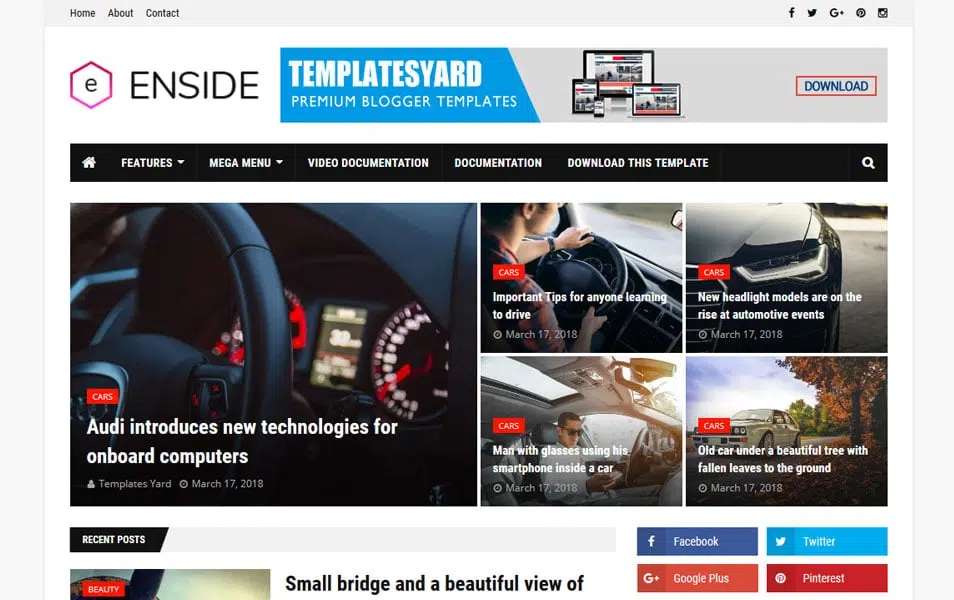 Home About Contact
e ENSIDE
TEMPLATESYARD
PREMIUM BLOGGER TEMPLATES
DOWNLOAD
FEATURES MEGA MENU VIDEO DOCUMENTATION DOCUMENTATION DOWNLOAD THIS TEMPLATE
CARS
Audi introduces new technologies for
onboard computers
Templates Yard March 17, 2018
CARS
Important Tips for anyone learning
to drive
March 17, 2018
CARS
New headlight models are on the
rise at automotive events
March 17, 2018
CARS
Man with glasses using his
smartphone inside a car
March 17, 2018
CARS
Old car under a beautiful tree with
fallen leaves to the ground
March 17, 2018
RECENT POSTS
BEAUTY
Small bridge and a beautiful view of
Facebook
Twitter
Google Plus
Pinterest